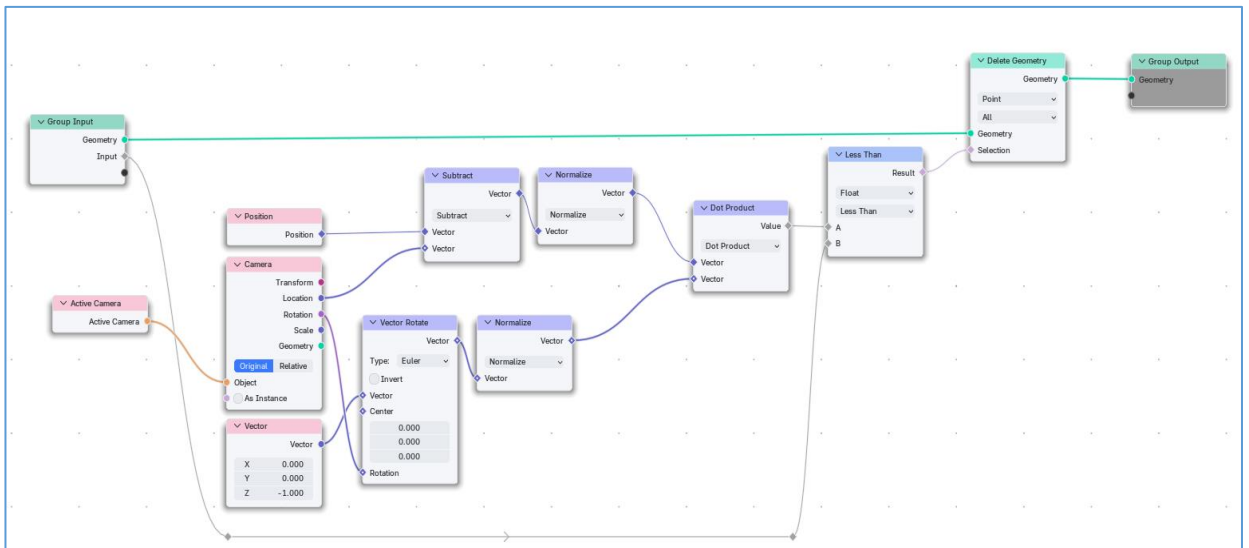 Delete Geometry
Geometry
Point
All
Geometry
Selection
Group Output
Geometry
Group Input
Geometry
Input
Less Than
Result
Float
Less Than
A
B
Subtract
Vector
Subtract
Vector
Vector
Normalize
Vector
Normalize
Vector
Dot Product
Value
Dot Product
Vector
Vector
Position
Position
Camera
Transform
Location
Rotation
Scale
Geometry
Original Relative
Object
As Instance
Active Camera
Active Camera
Vector Rotate
Vector
Type: Euler
Invert
Vector
Center
0.000
0.000
0.000
Rotation
Normalize
Vector
Normalize
Vector
Vector
Vector
X 0.000
Y 0.000
Z -1.000